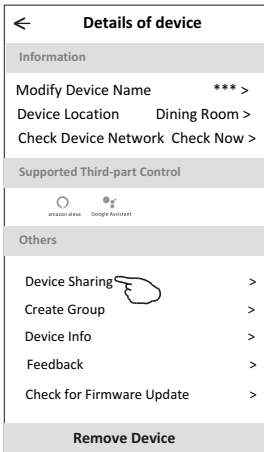 ← Details of device
Information
Modify Device Name *** >
Device Location Dining Room >
Check Device Network Check Now >
Supported Third-part Control
amazon alexa Google Assistant
Others
Device Sharing >
Create Group >
Device Info >
Feedback >
Check for Firmware Update >
Remove Device